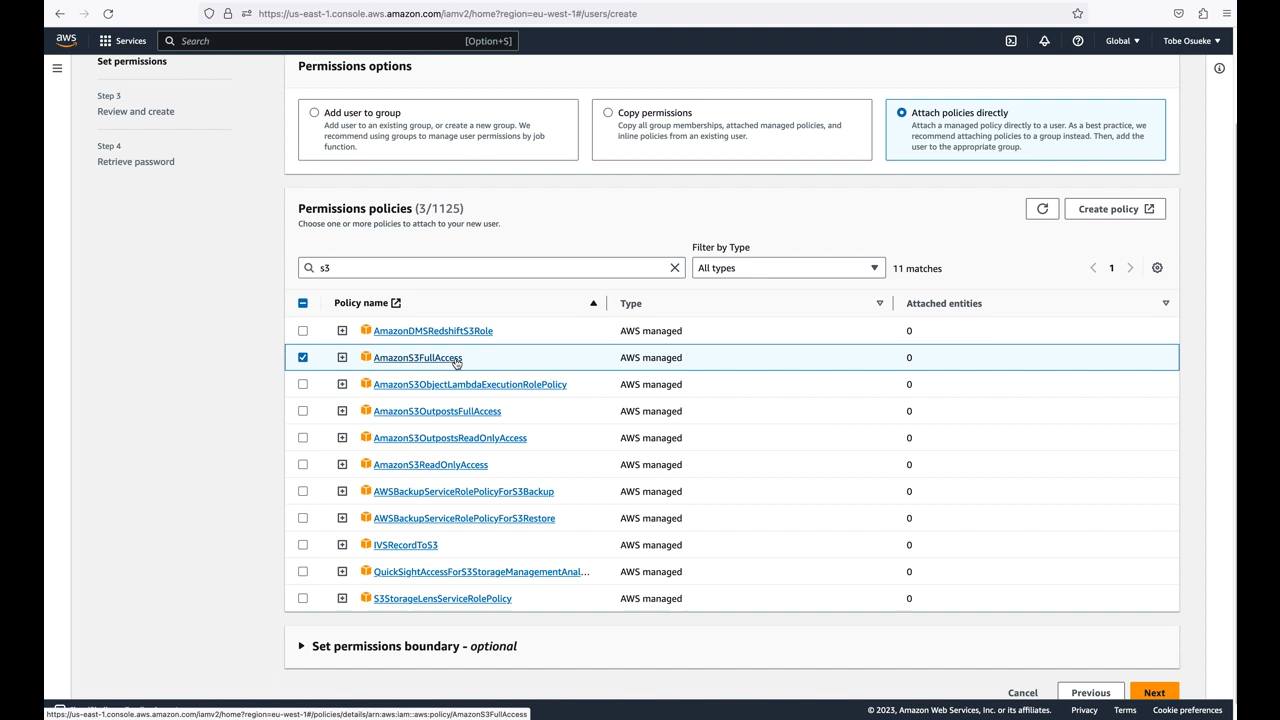 https://us-east-1.console.aws.amazon.com/iamv2/home?region=eu-west-1#/users/create
aws
Services
Search
[Option+S]
Global
Tobe Osueke
Set permissions
Step 3
Review and create
Step 4
Retrieve password
Permissions options
Add user to group
Add user to an existing group, or create a new group. We
recommend using groups to manage user permissions by job
function.
Copy permissions
Copy all group memberships, attached managed policies, and
inline policies from an existing user.
Attach policies directly
Attach a managed policy directly to a user. As a best practice, we
recommend attaching policies to a group instead. Then, add the
user to the appropriate group.
Permissions policies (3/1125)
Choose one or more policies to attach to your new user.
Create policy
Filter by Type
s3
All types
11 matches
1
Policy name
Type
Attached entities
AmazonDMSRedshiftS3Role
AWS managed
0
AmazonS3FullAccess
AWS managed
0
AmazonS3ObjectLambdaExecutionRolePolicy
AWS managed
0
AmazonS3OutpostsFullAccess
AWS managed
0
AmazonS3OutpostsReadOnlyAccess
AWS managed
0
AmazonS3ReadOnlyAccess
AWS managed
0
AWSBackupServiceRolePolicyForS3Backup
AWS managed
0
AWSBackupServiceRolePolicyForS3Restore
AWS managed
0
IVSRecordToS3
AWS managed
0
QuickSightAccessForS3StorageManagementAnal...
AWS managed
0
S3StorageLensServiceRolePolicy
AWS managed
0
Set permissions boundary - optional
Cancel
Previous
Next
https://us-east-1.console.aws.amazon.com/iamv2/home?region=eu-west-1#/policies/details/arn:aws:iam::aws:policy/AmazonS3FullAccess
© 2023, Amazon Web Services, Inc. or its affiliates.
Privacy
Terms
Cookie preferences